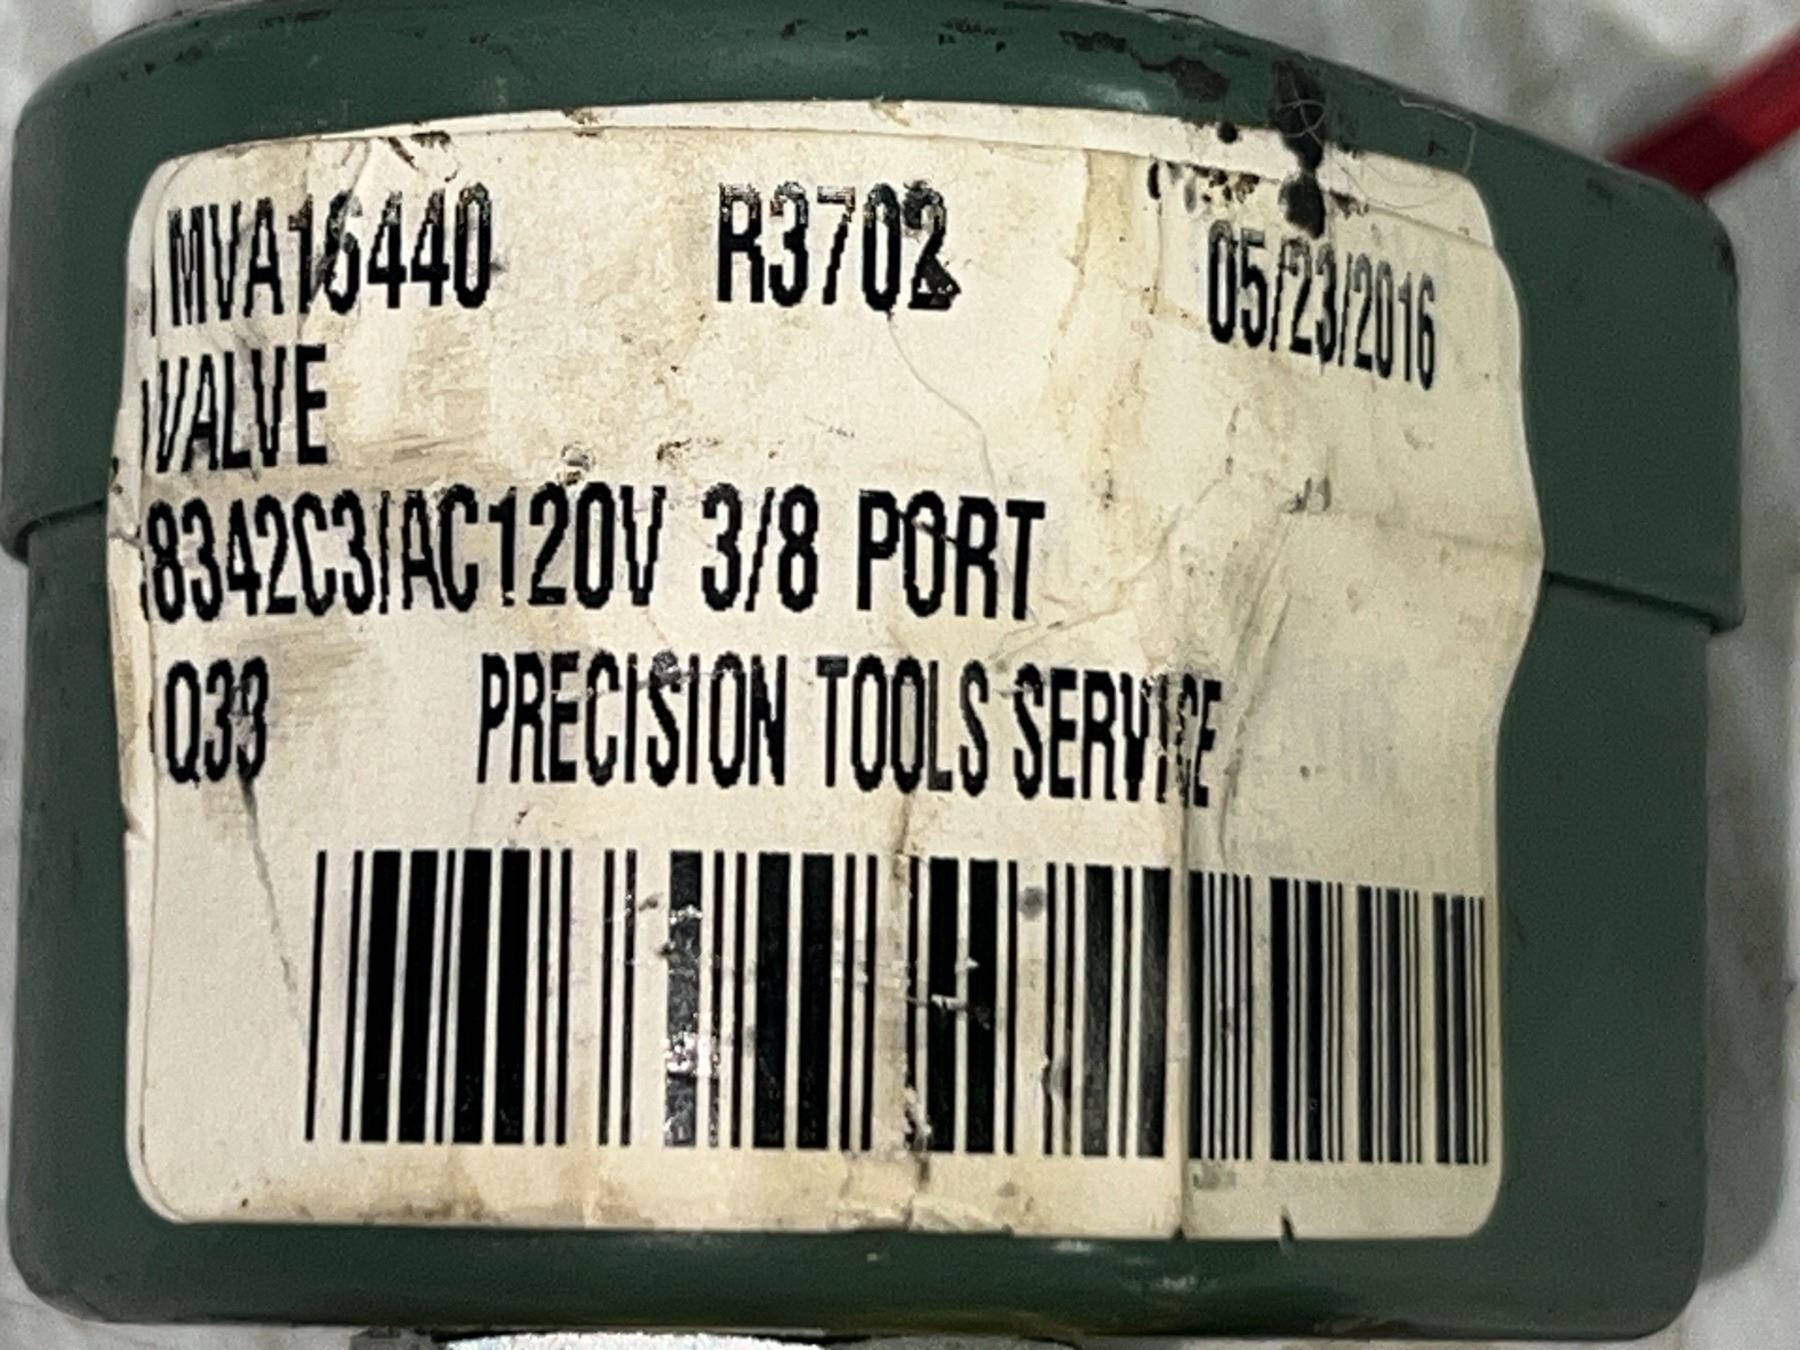 MVA16440 R3702 05/23/2016
VALVE
8342C3/AC120V 3/8 PORT
Q33 PRECISION TOOLS SERVICE